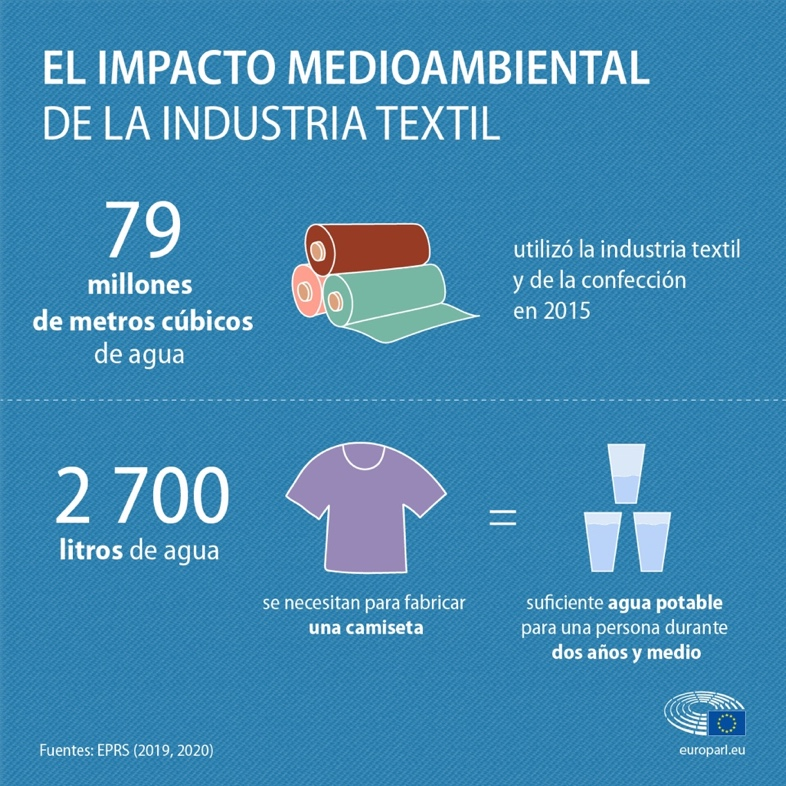 EL IMPACTO MEDIOAMBIENTAL
DE LA INDUSTRIA TEXTIL
79
millones
de metros cúbicos
de agua
utilizó la industria textil
y de la confección
en 2015
2 700
litros de agua
se necesitan para fabricar
una camiseta
=
suficiente agua potable
para una persona durante
dos años y medio
Fuentes: EPRS (2019, 2020)
europarl.eu